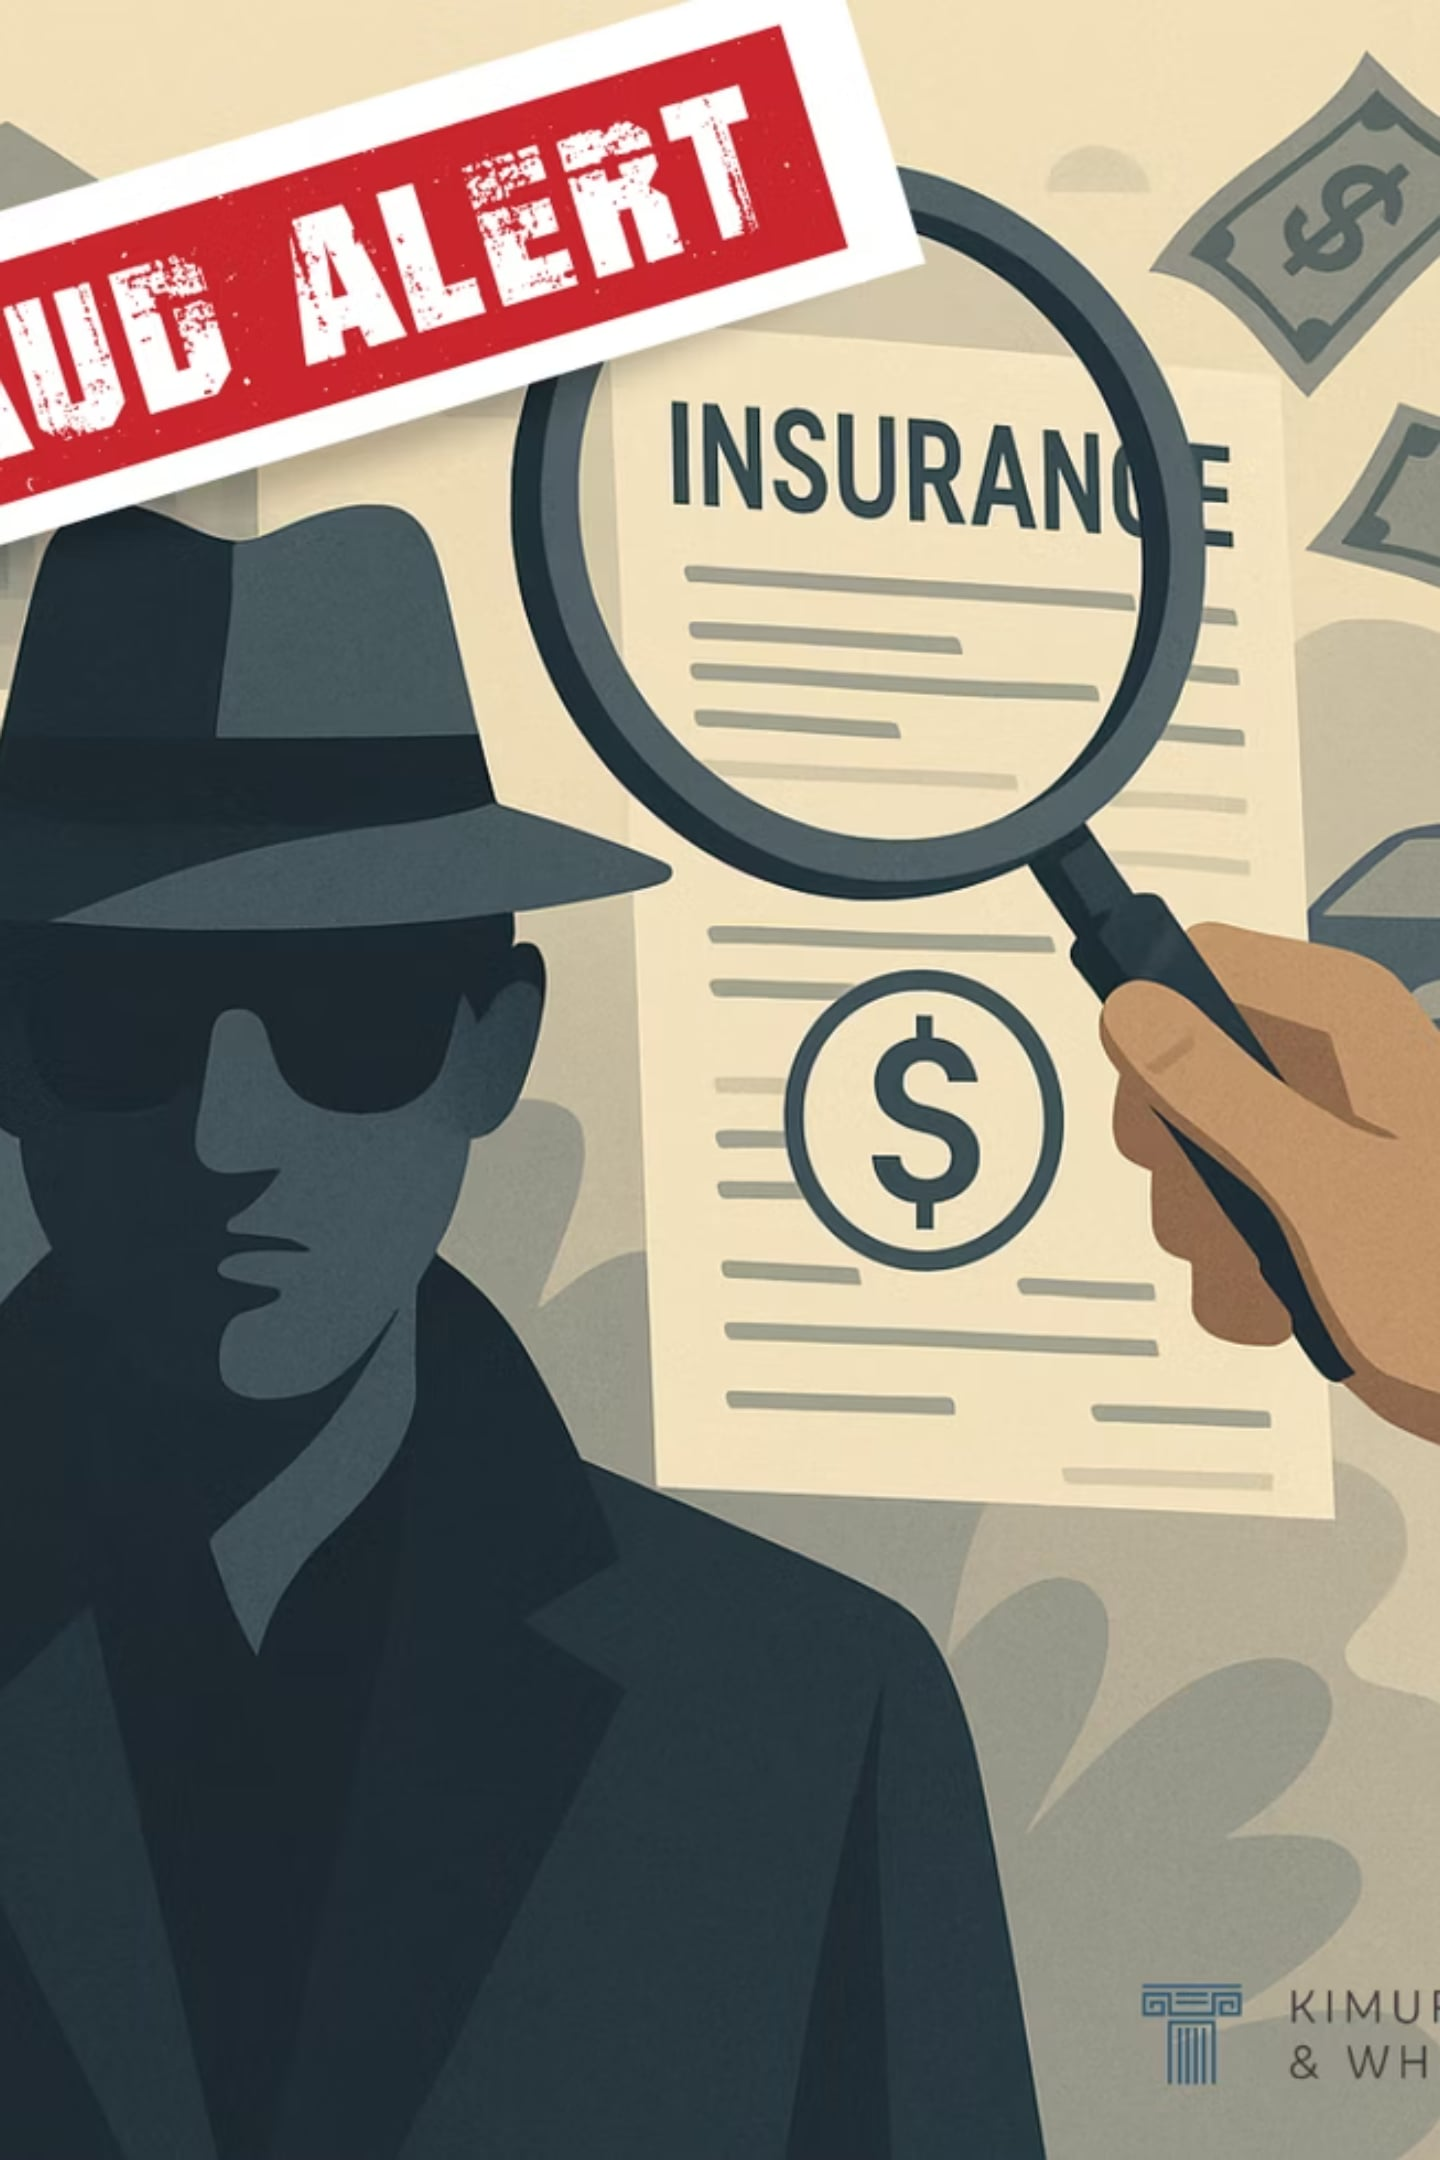 AUD ALERT
$
INSURANCE
$
KIMUR
& WH